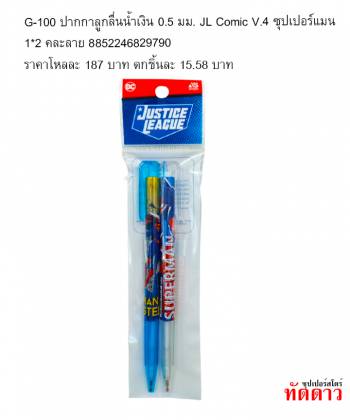 G-100 ปากกาลูกลื่นน้ำเงิน 0.5 มม. JL Comic V.4 ซุปเปอร์แมน
1*2 คละลาย 8852246829790
ราคาโหลละ 187 บาท ตกชิ้นละ 15.58 บาท
DC
JUSTICE
LEAGUE
SUPERMAN
MAN
ซุปเปอร์สโตร์
ทัดดาว